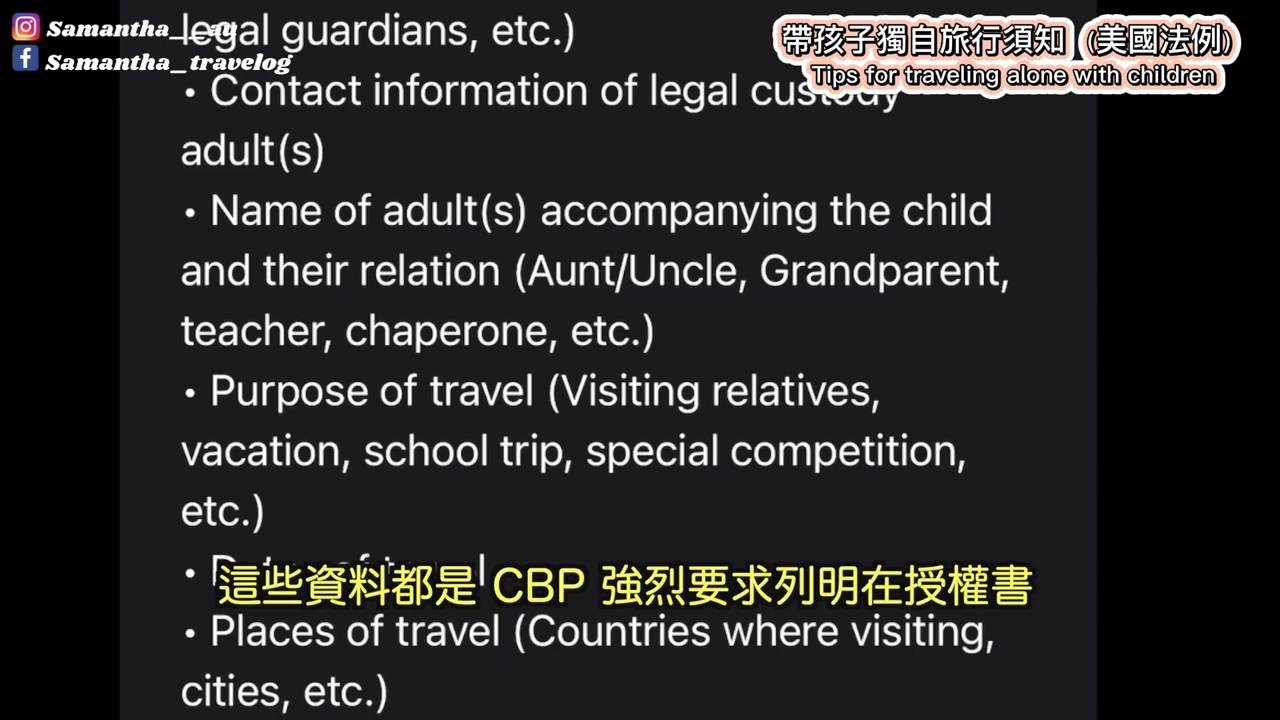 Samantha__au
Samantha_travelog
帶孩子獨自旅行須知 (美國法例)
Tips for traveling alone with children
legal guardians, etc.)
• Contact information of legal custody
adult(s)
• Name of adult(s) accompanying the child
and their relation (Aunt/Uncle, Grandparent,
teacher, chaperone, etc.)
• Purpose of travel (Visiting relatives,
vacation, school trip, special competition,
etc.)
• Dates of travel
這些資料都是 CBP 強烈要求列明在授權書
• Places of travel (Countries where visiting,
cities, etc.)